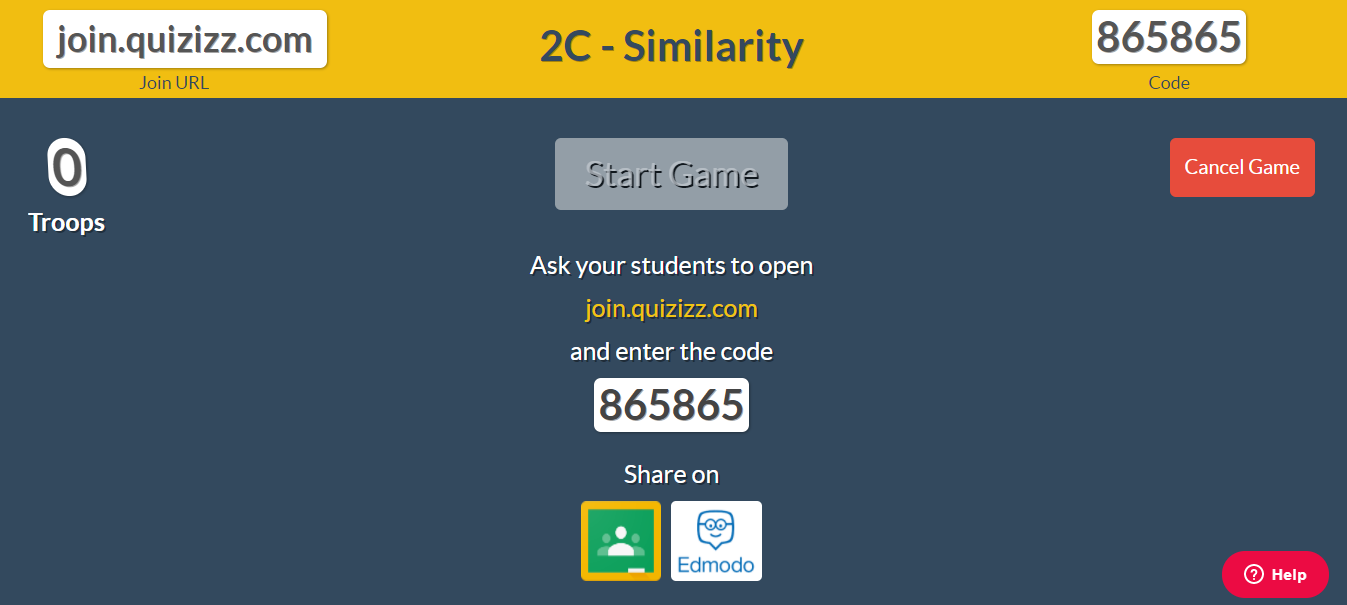 join.quizizz.com
Join URL
2C - Similarity
865865
Code
0
Troops
Start Game
Cancel Game
Ask your students to open
join.quizizz.com
and enter the code
865865
Share on
Edmodo
? Help